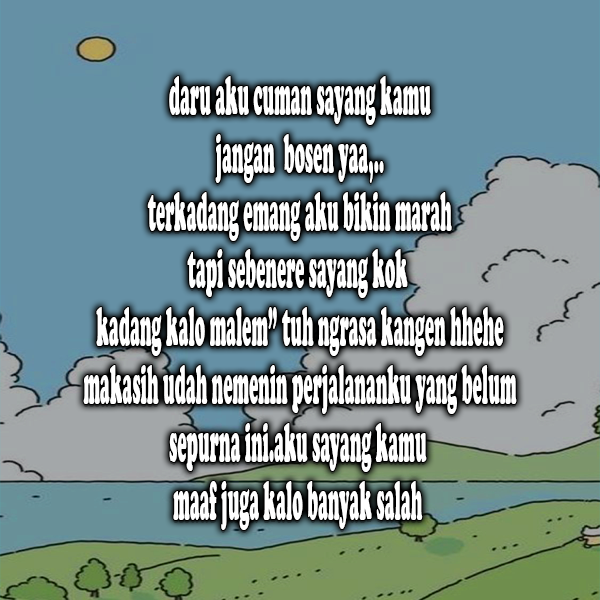 daru aku cuman sayang kamu
jangan  bosen yaa,..
terkadang emang aku bikin marah
tapi sebenere sayang kok
kadang kalo malem" tuh ngrasa kangen hhehe
makasih udah nemenin perjalananku yang belum
sepurna ini.aku sayang kamu
maaf juga kalo banyak salah